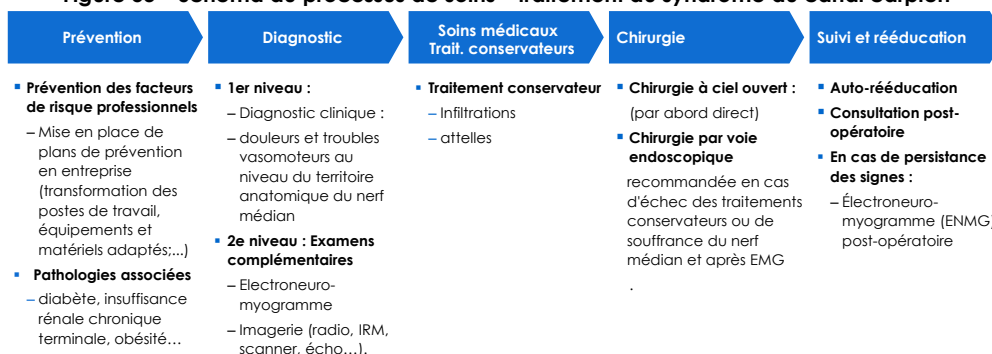 Prévention
Diagnostic
Soins médicaux
Trait. conservateurs
Chirurgie
Suivi et rééducation
▪ Prévention des facteurs
de risque professionnels
– Mise en place de
plans de prévention
en entreprise
(transformation des
postes de travail,
équipements et
matériels adaptés;...)
▪ Pathologies associées
– diabète, insuffisance
rénale chronique
terminale, obésité…
▪ 1er niveau :
– Diagnostic clinique :
– douleurs et troubles
vasomoteurs au
niveau du territoire
anatomique du nerf
médian
▪ 2e niveau : Examens
complémentaires
– Electroneuro-
myogramme
– Imagerie (radio, IRM,
scanner, écho…).
▪ Traitement conservateur
– Infiltrations
– attelles
▪ Chirurgie à ciel ouvert :
(par abord direct)
▪ Chirurgie par voie
endoscopique
recommandée en cas
d'échec des traitements
conservateurs ou de
souffrance du nerf
médian et après EMG
.
▪ Auto-rééducation
▪ Consultation post-
opératoire
▪ En cas de persistance
des signes :
– Électroneuro-
myogramme (ENMG)
post-opératoire